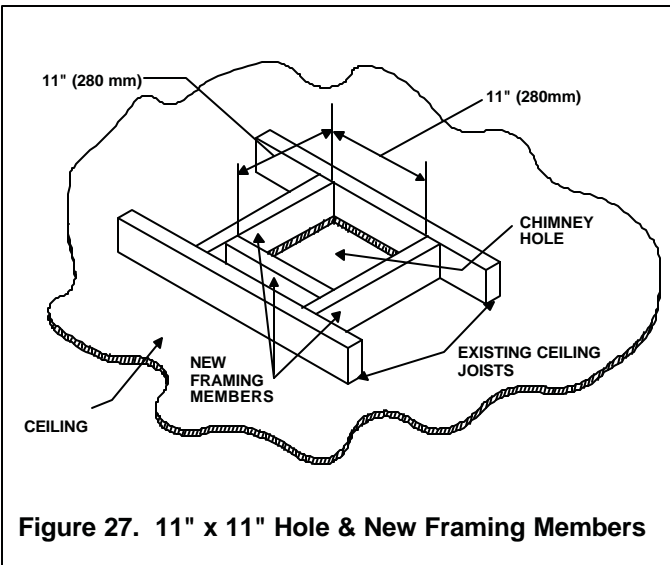 11" (280 mm)
11" (280mm)
CHIMNEY
HOLE
NEW
FRAMING
MEMBERS
EXISTING CEILING
JOISTS
CEILING
Figure 27.  11" x 11" Hole & New Framing Members